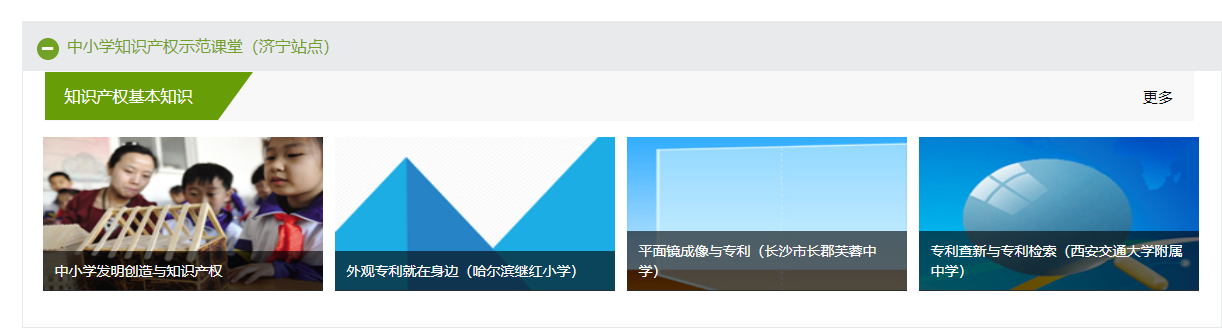 中小学知识产权示范课堂（济宁站点）
知识产权基本知识
更多
中小学发明创造与知识产权
外观专利就在身边（哈尔滨继红小学）
平面镜成像与专利（长沙市长郡芙蓉中
学）
专利查新与专利检索（西安交通大学附属
中学）